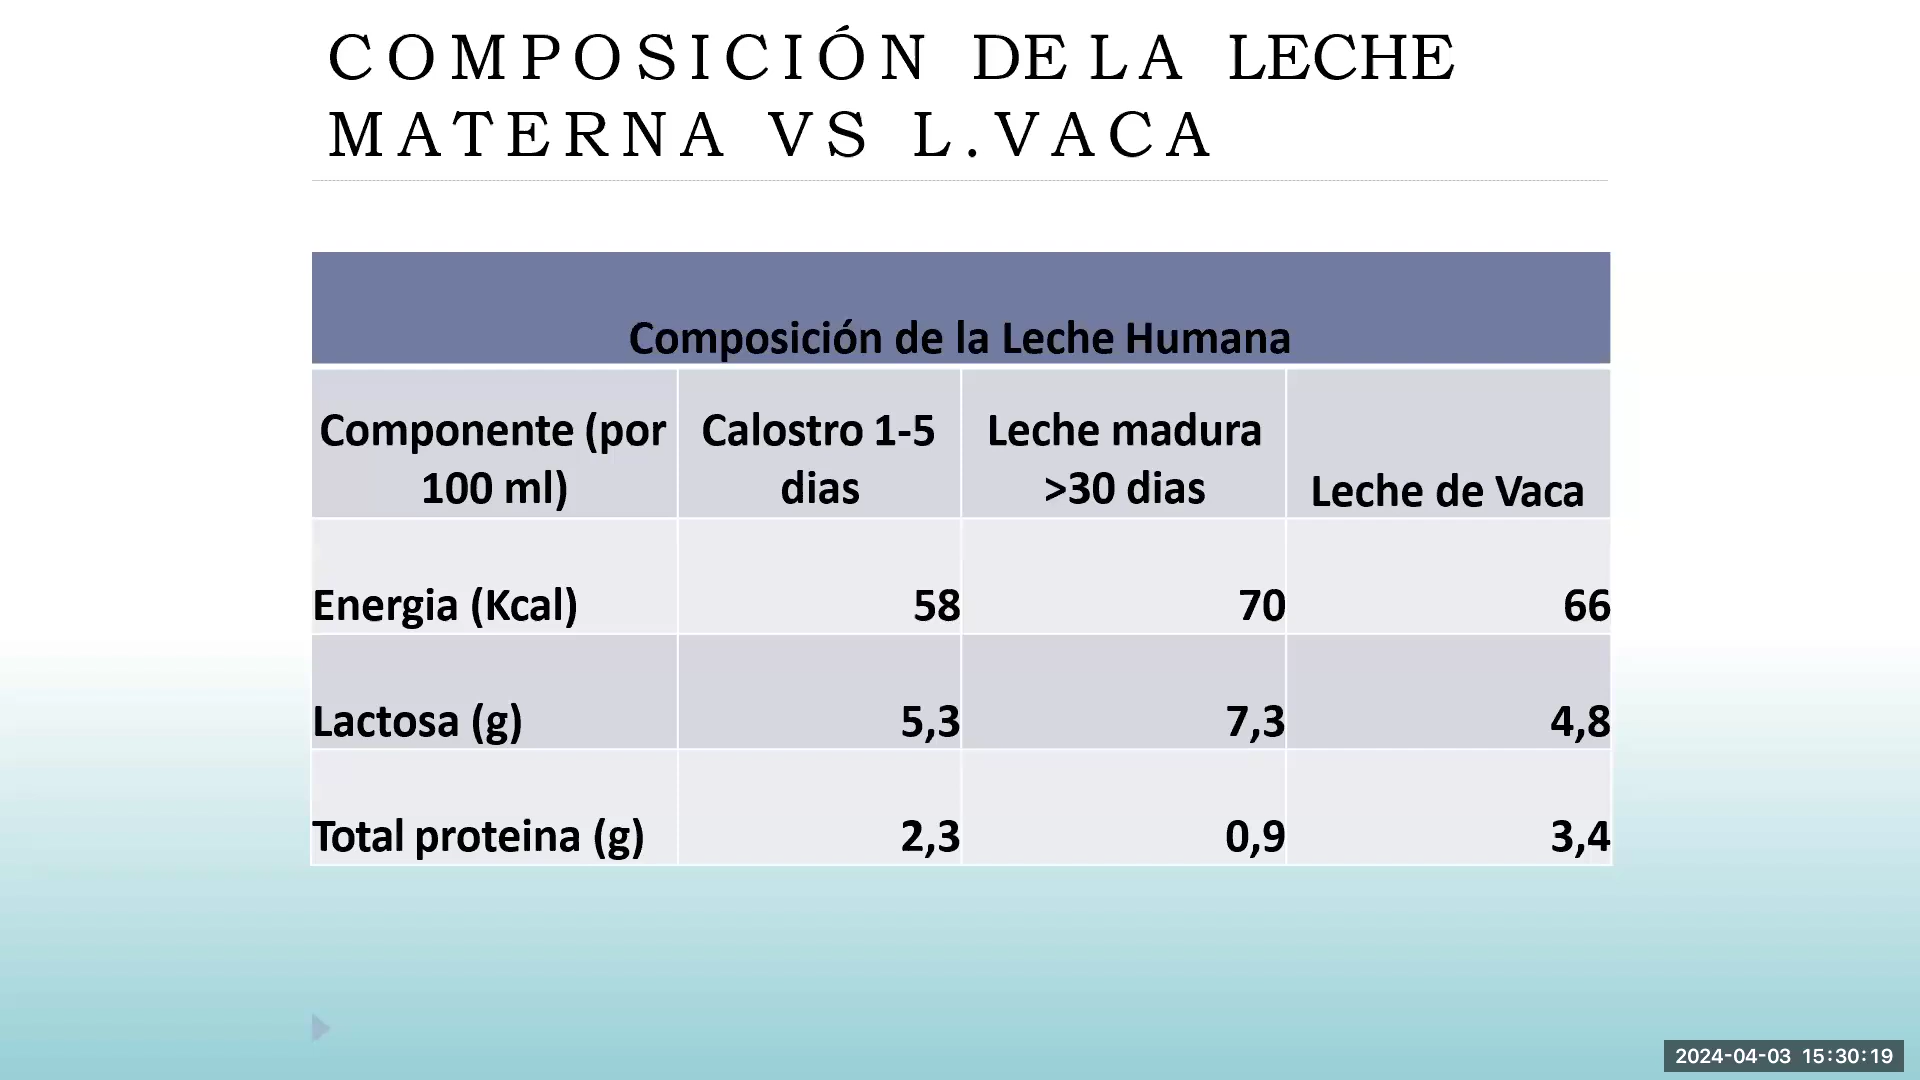 COMPOSICIÓN DE LA LECHE
MATERNA VS L.VACA
Composición de la Leche Humana
Componente (por 100 ml)
Calostro 1-5 dias
Leche madura >30 dias
Leche de Vaca
Energia (Kcal) 58 70 66
Lactosa (g) 5,3 7,3 4,8
Total proteina (g) 2,3 0,9 3,4
2024-04-03 15:30:19